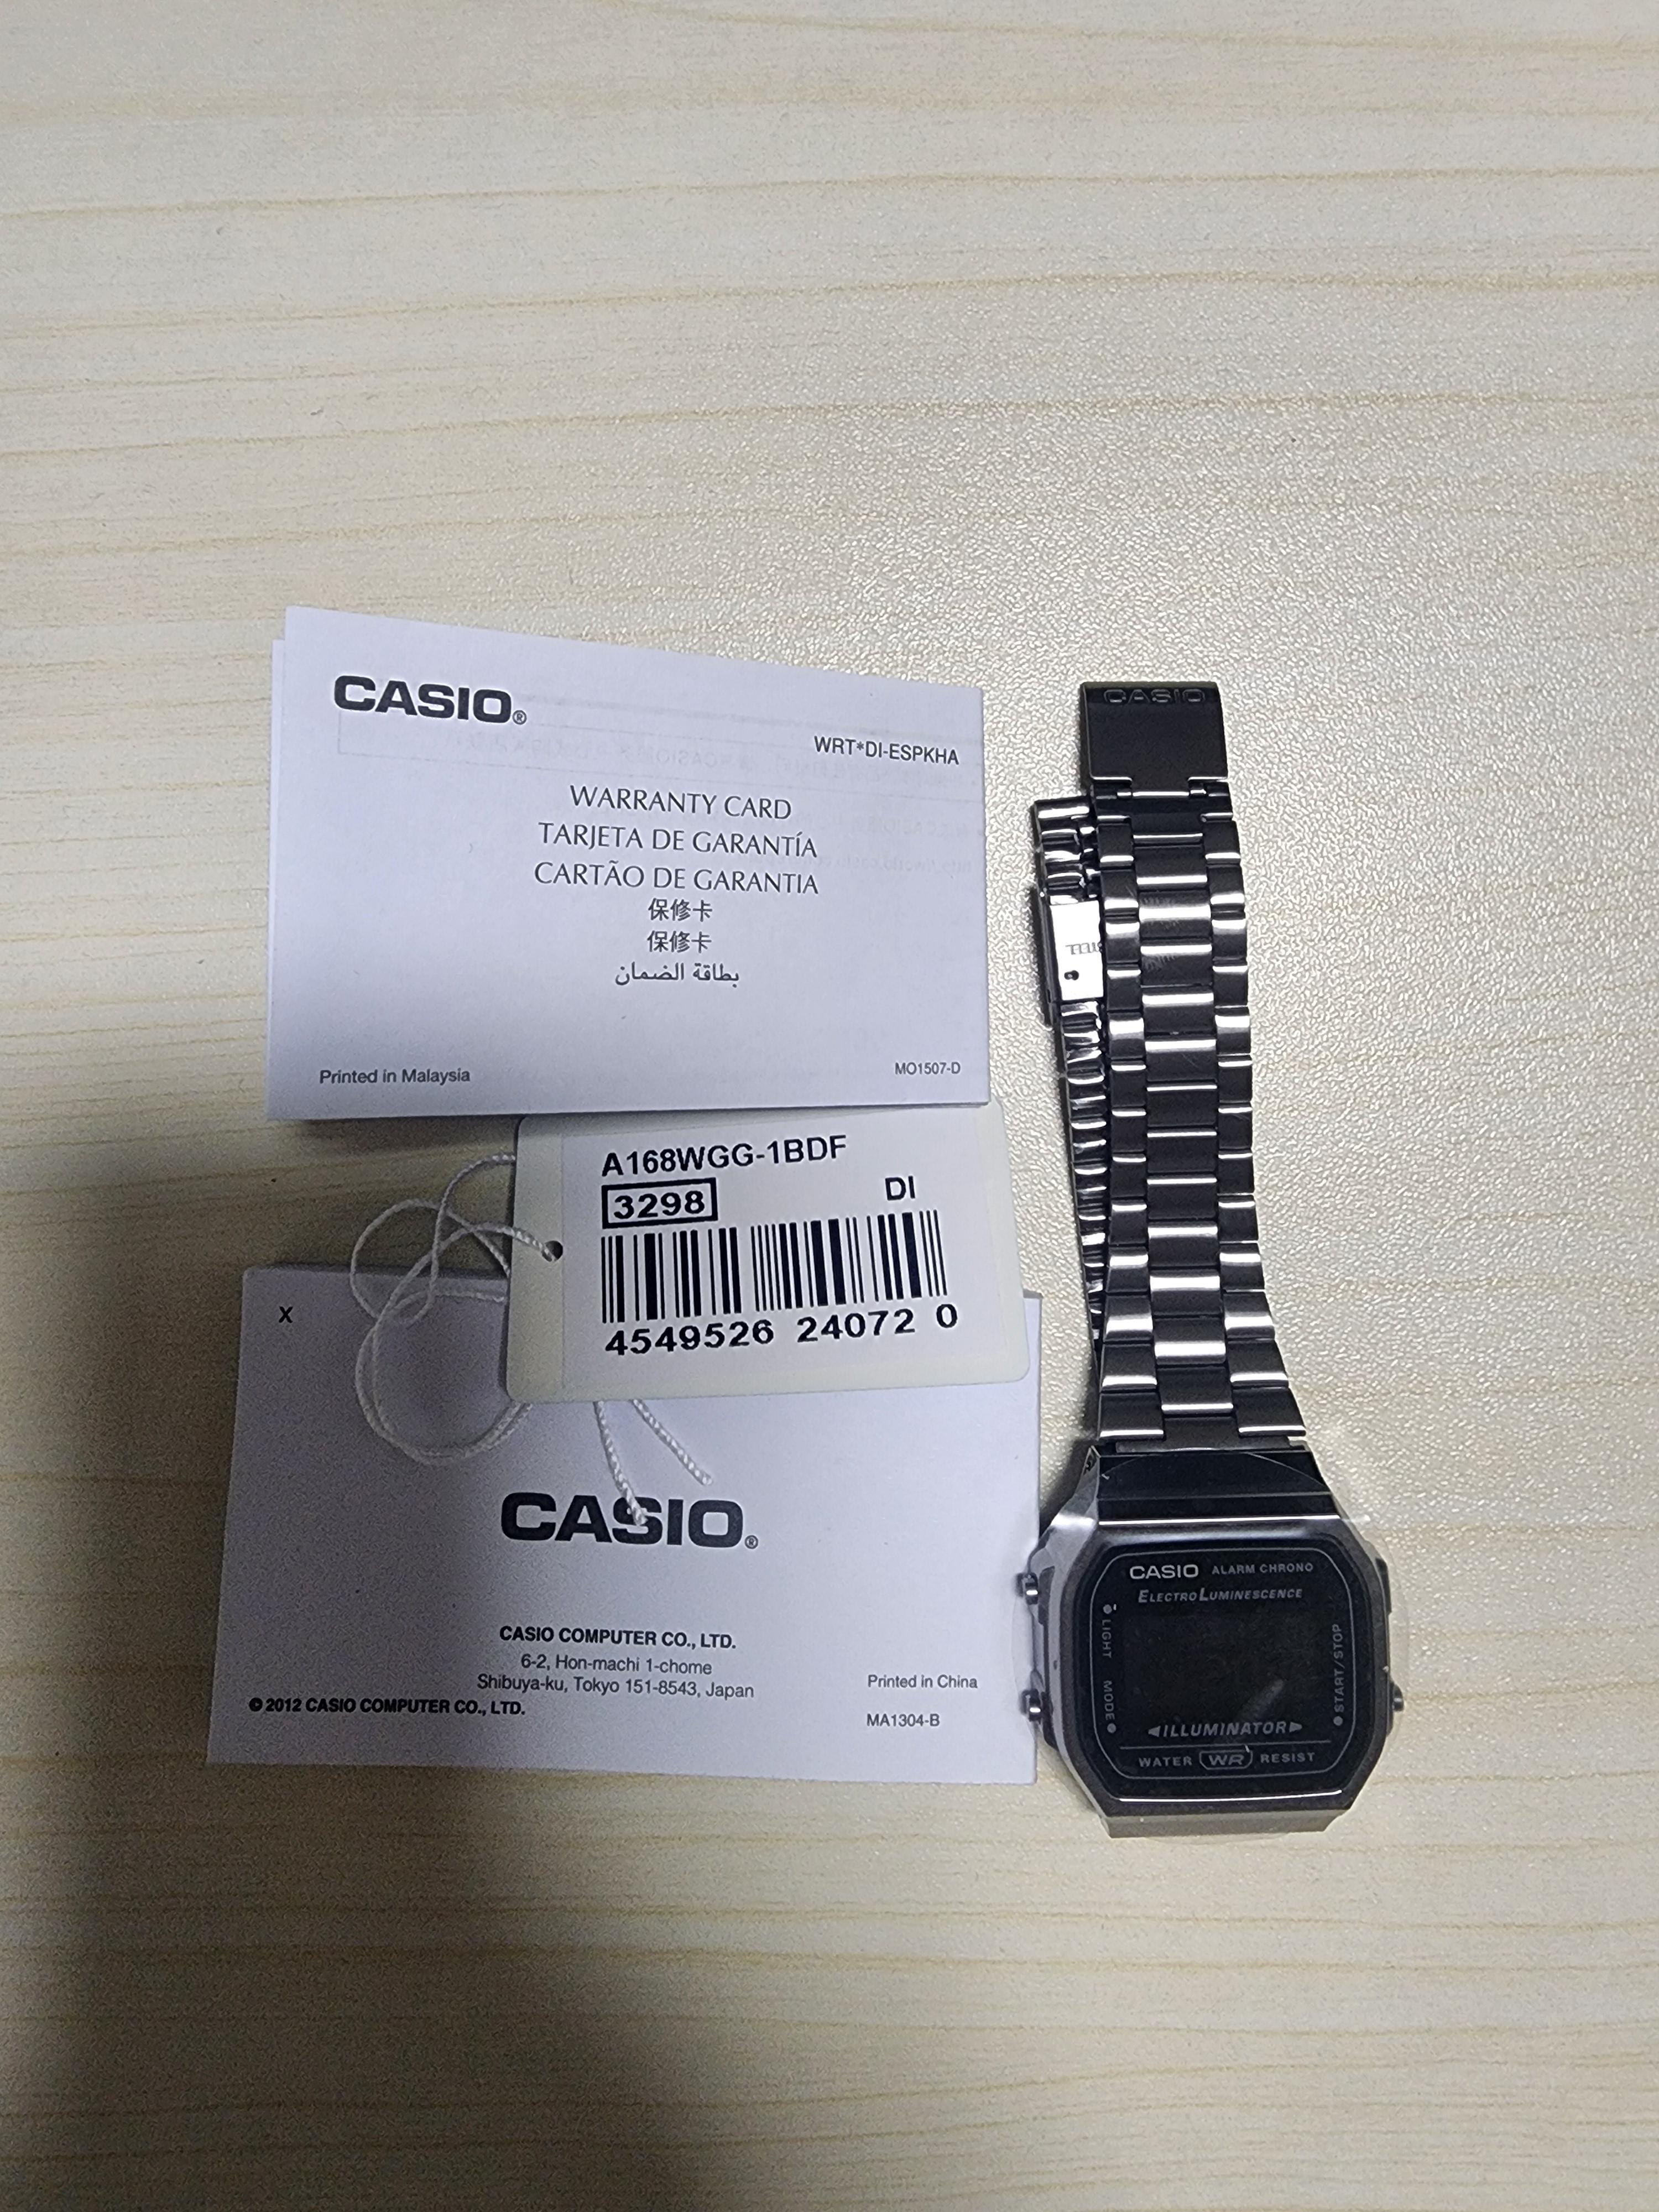 CASIO®
WRT*DI-ESPKHA
WARRANTY CARD
TARJETA DE GARANTÍA
CARTÃO DE GARANTIA
保修卡
保修卡
بطاقة الضمان
Printed in Malaysia
MO1507-D
A168WGG-1BDF
3298
DI
4549526 24072 0
X
CASIO®
CASIO COMPUTER CO., LTD.
6-2, Hon-machi 1-chome
Shibuya-ku, Tokyo 151-8543, Japan
© 2012 CASIO COMPUTER CO., LTD.
Printed in China
MA1304-B
CASIO
CASIO ALARM CHRONO
ELECTROLUMINESCENCE
LIGHT
MODE
START/STOP
ILLUMINATOR
WATER WR RESIST